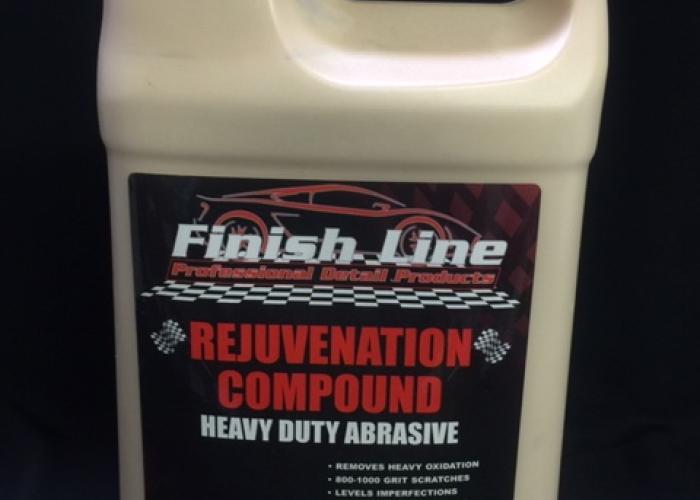 Finish Line
Professional Detail Products
REJUVENATION
COMPOUND
HEAVY DUTY ABRASIVE
• REMOVES HEAVY OXIDATION
• 800-1000 GRIT SCRATCHES
• LEVELS IMPERFECTIONS